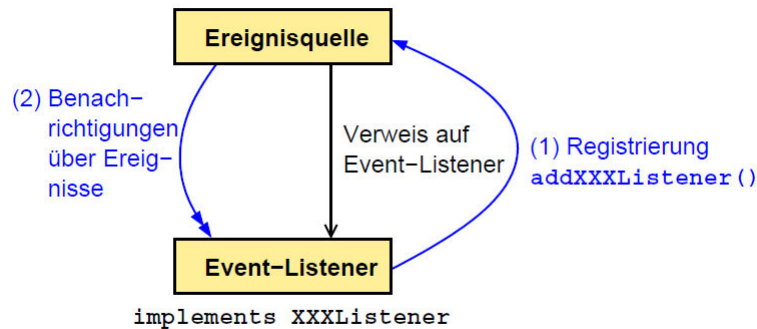 Ereignisquelle
(2) Benach-
richtigungen
über Ereig-
nisse
Verweis auf
Event-Listener
(1) Registrierung
addXXXListener()
Event-Listener
implements XXXListener